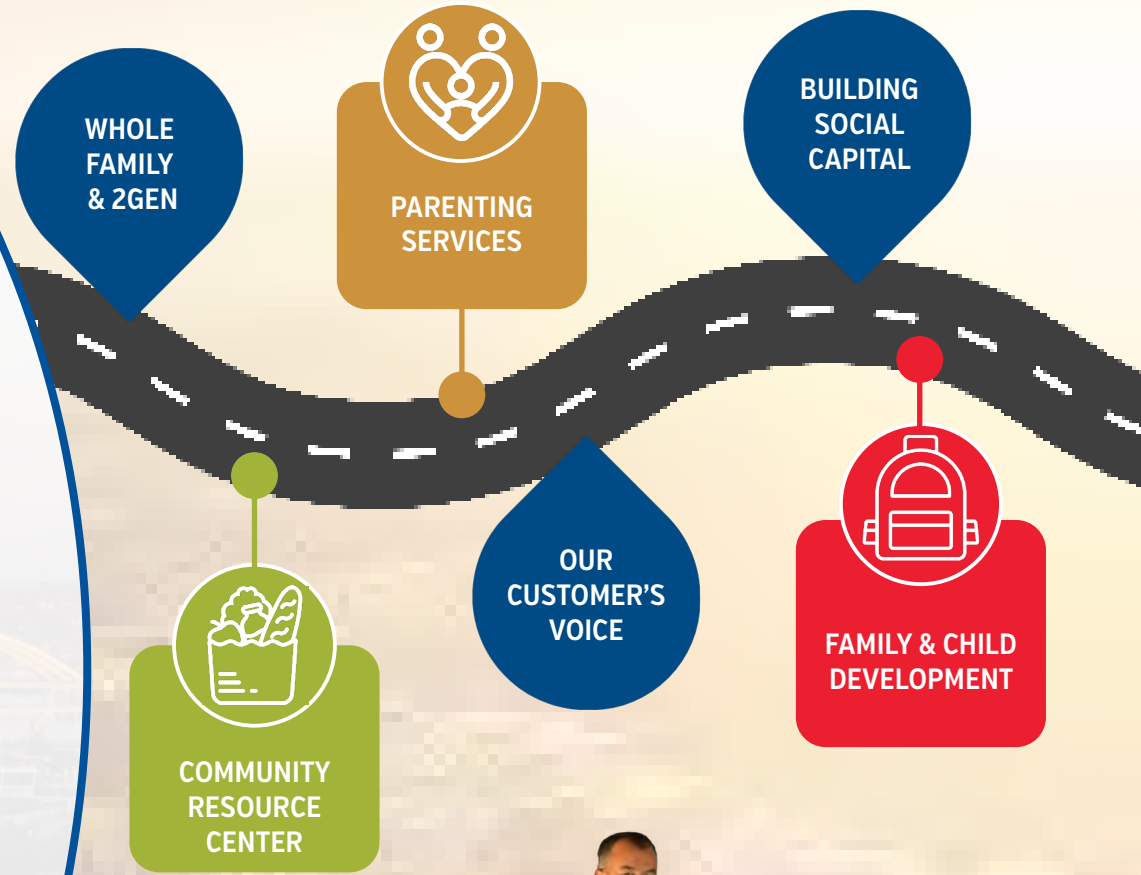 WHOLE
FAMILY
& 2GEN
PARENTING
SERVICES
BUILDING
SOCIAL
CAPITAL
COMMUNITY
RESOURCE
CENTER
OUR
CUSTOMER’S
VOICE
FAMILY & CHILD
DEVELOPMENT